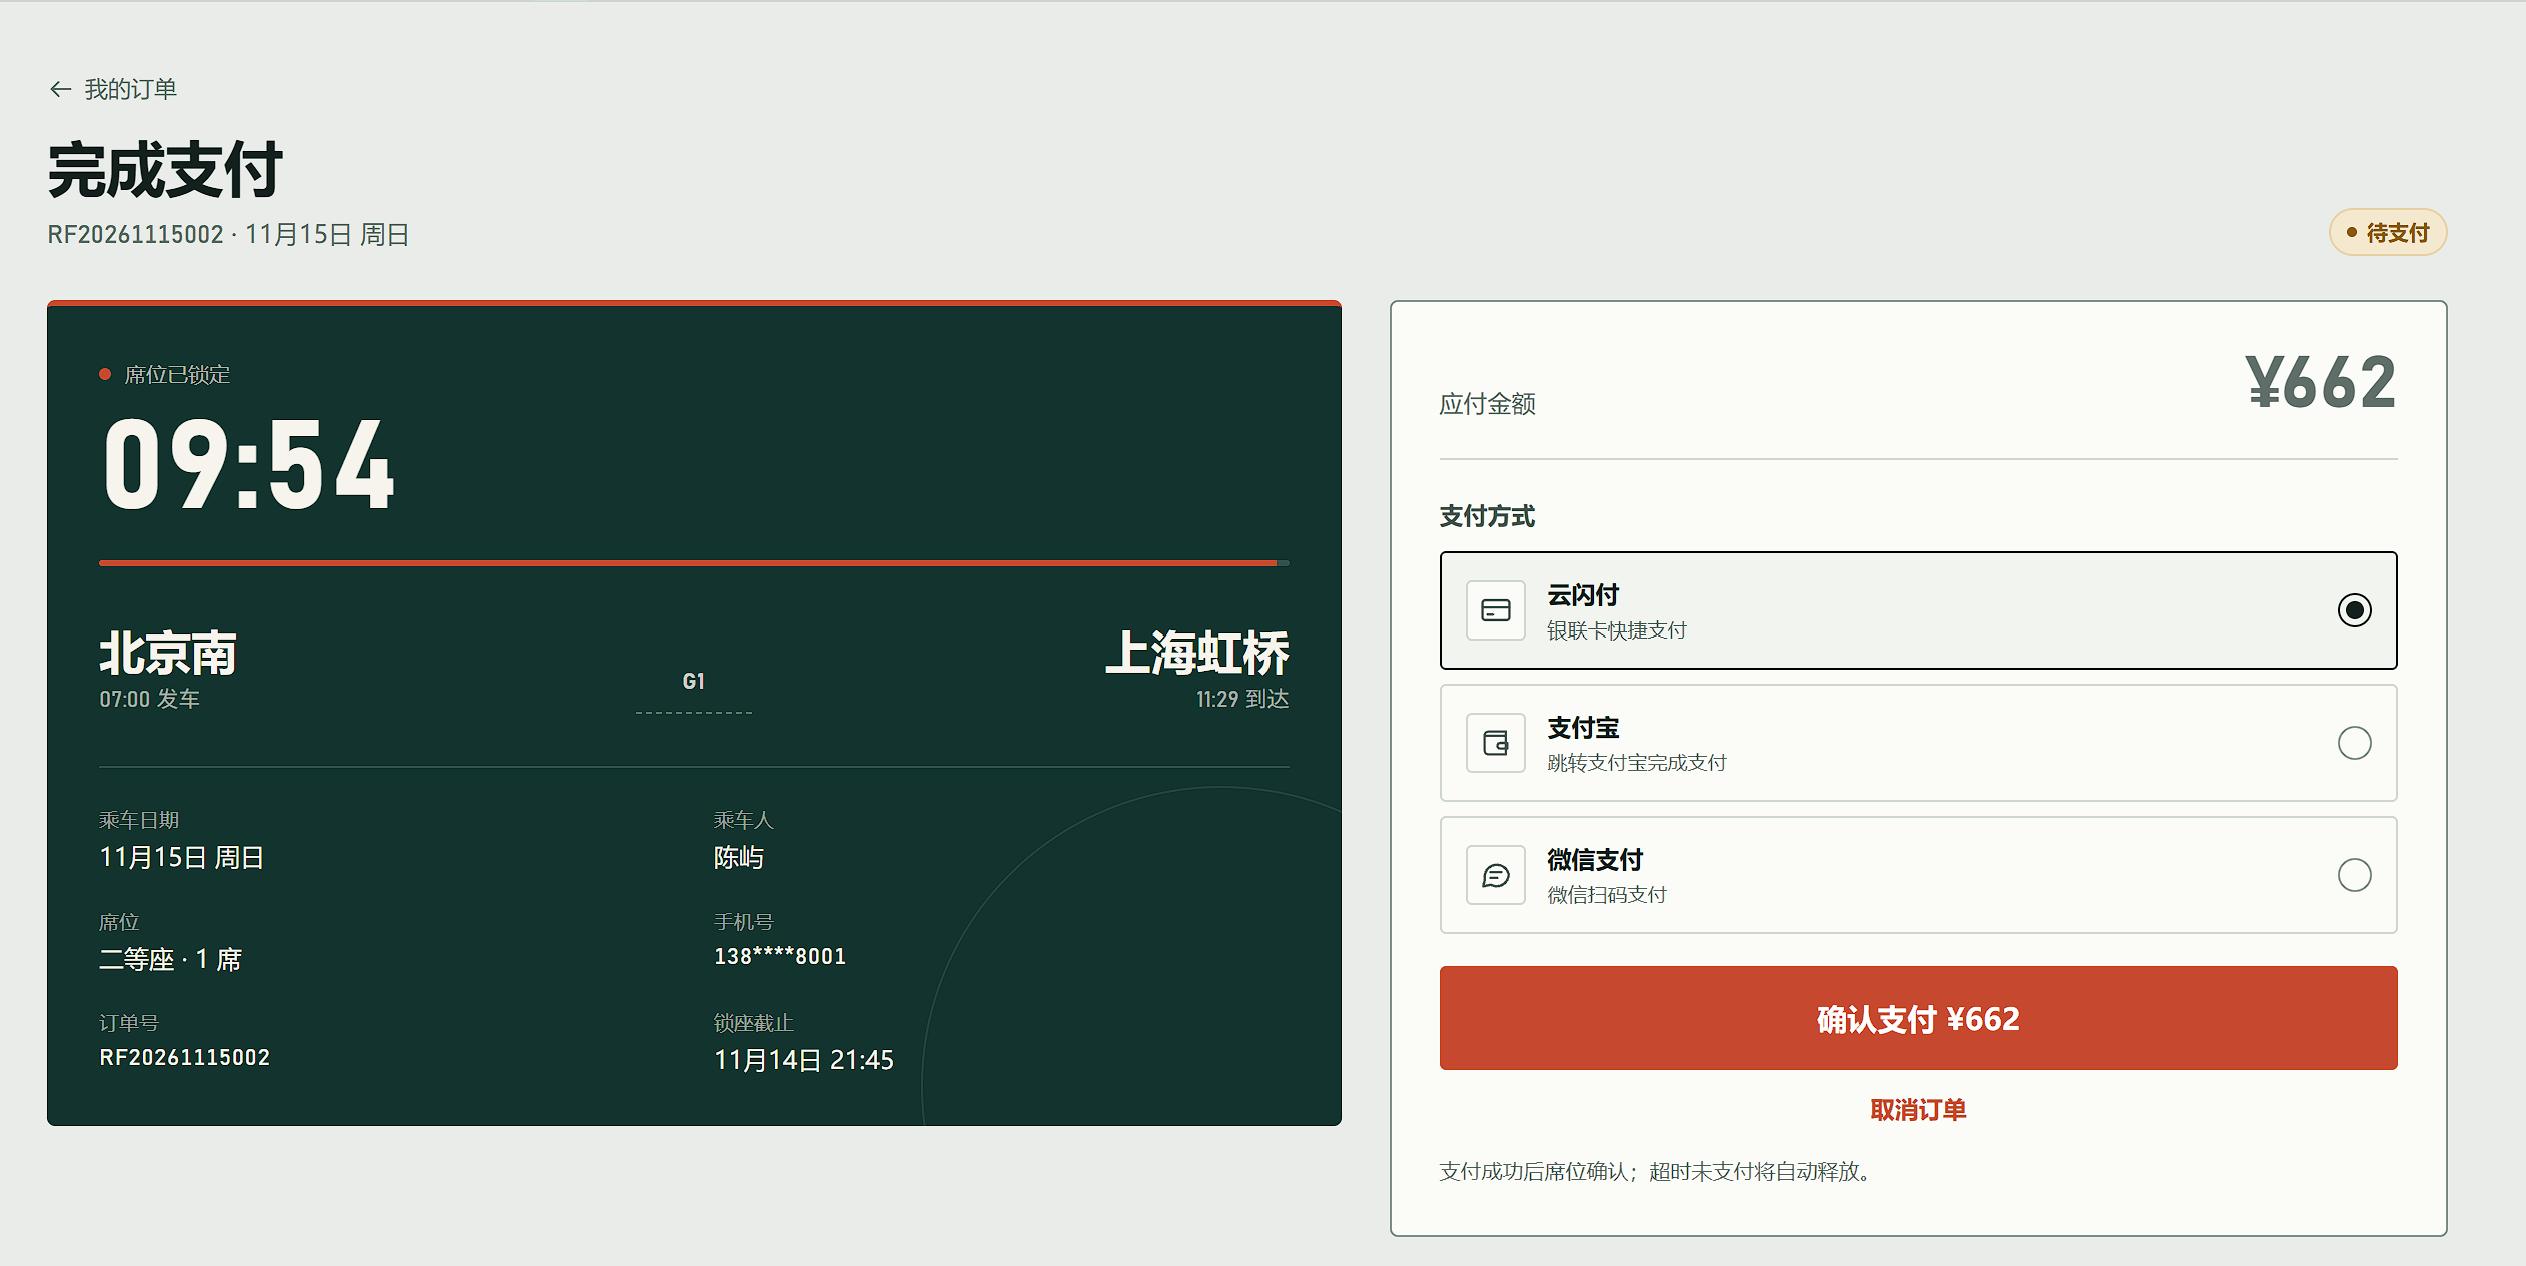 我的订单
完成支付
RF20261115002 · 11月15日 周日
待支付
席位已锁定
09:54
北京南
07:00 发车
G1
上海虹桥
11:29 到达
乘车日期
11月15日 周日
乘车人
陈屿
席位
二等座 · 1 席
手机号
138****8001
订单号
RF20261115002
锁座截止
11月14日 21:45
应付金额
¥662
支付方式
云闪付
银联卡快捷支付
支付宝
跳转支付宝完成支付
微信支付
微信扫码支付
确认支付 ¥662
取消订单
支付成功后席位确认；超时未支付将自动释放。